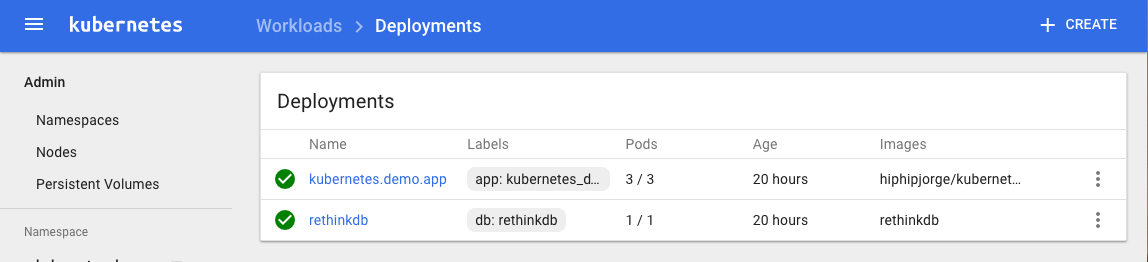 kubernetes
Workloads > Deployments
+ CREATE
Admin
Namespaces
Nodes
Persistent Volumes
Namespace
Deployments
Name Labels Pods Age Images
kubernetes.demo.app app: kubernetes_d... 3 / 3 20 hours hiphipjorge/kubernet...
rethinkdb db: rethinkdb 1 / 1 20 hours rethinkdb